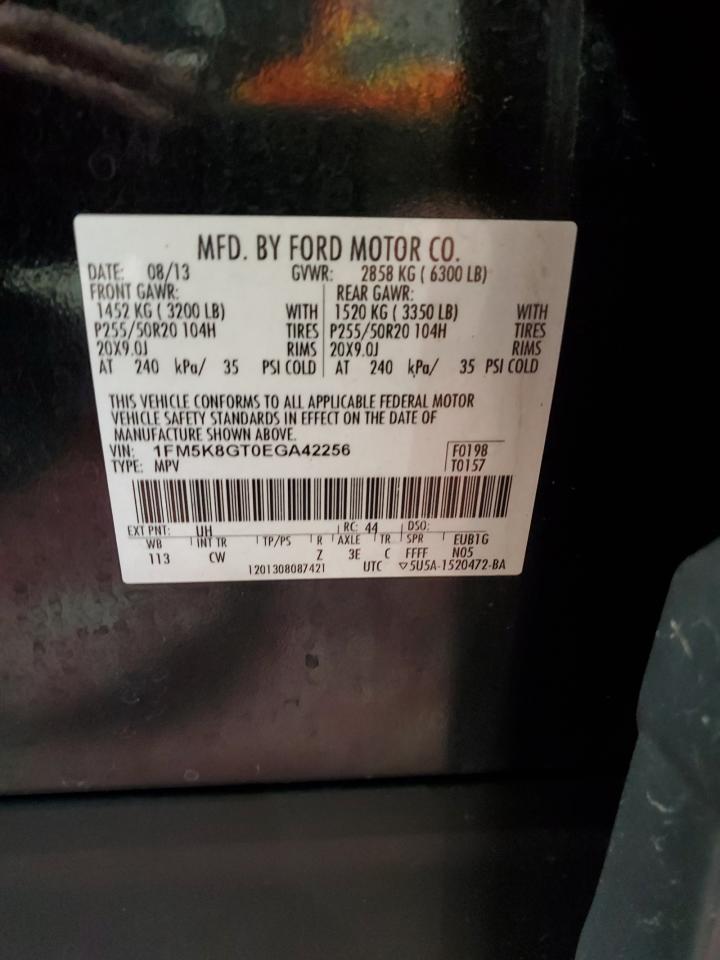 MFD. BY FORD MOTOR CO.
DATE: 08/13 GVWR: 2858 KG ( 6300 LB)
FRONT GAWR: REAR GAWR:
1452 KG ( 3200 LB) WITH 1520 KG ( 3350 LB) WITH
P255/50R20 104H TIRES P255/50R20 104H TIRES
20X9.0J RIMS 20X9.0J RIMS
AT 240 kPa/ 35 PSI COLD AT 240 kPa/ 35 PSI COLD
THIS VEHICLE CONFORMS TO ALL APPLICABLE FEDERAL MOTOR
VEHICLE SAFETY STANDARDS IN EFFECT ON THE DATE OF
MANUFACTURE SHOWN ABOVE.
VIN: 1FM5K8GT0EGA42256 F0198
TYPE: MPV T0157
EXT PNT: UH RC: 44 DSO:
WB INT TR TP/PS R AXLE TR SPR EUB1G
113 CW Z 3E C FFFF N05
1201308087421 UTC ▽5U5A-1520472-BA